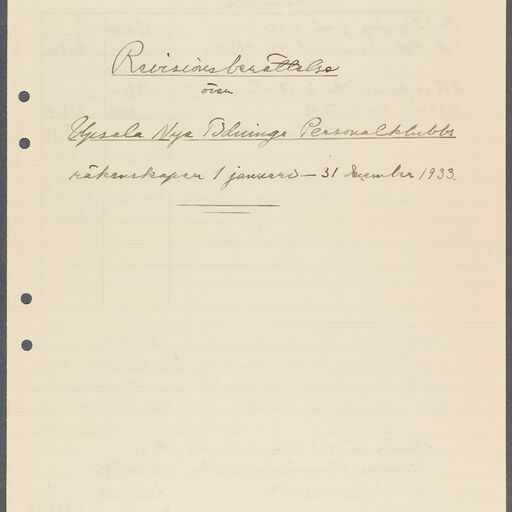 Revisionsberättelse
över
Upsala Nya Tidnings Personalklubbs
räkenskaper 1 januari – 31 december 1933.